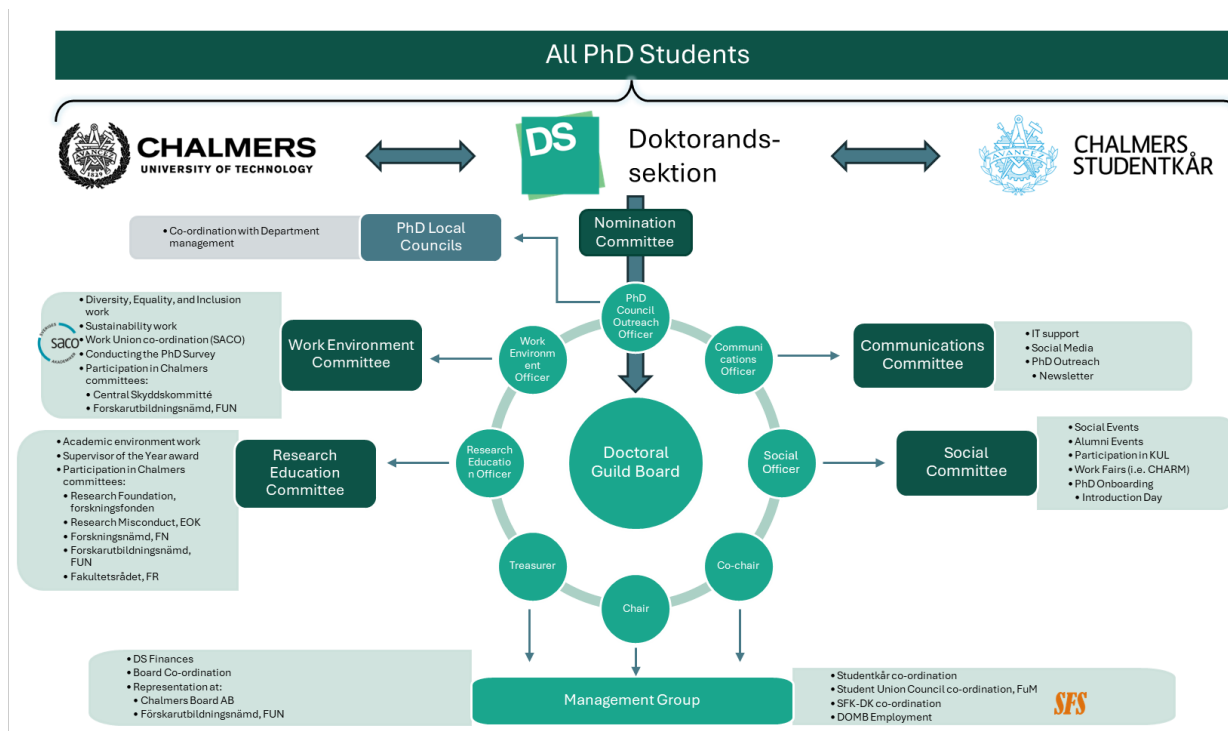 All PhD Students
AVANCEZ
1829
CHALMERS
UNIVERSITY OF TECHNOLOGY
DS
Doktorands-
sektion
AVANCEZ
CHALMERS
STUDENTKÅR
• Co-ordination with Department
management
PhD Local
Councils
Nomination
Committee
PhD
Council
Outreach
Officer
• Diversity, Equality, and Inclusion
work
• Sustainability work
• Work Union co-ordination (SACO)
• Conducting the PhD Survey
• Participation in Chalmers
committees:
• Central Skyddskommitté
• Forskarutbildningsnämd, FUN
SVERIGES
saco
AKADEMIKER
Work Environment
Committee
Work
Environm
ent Officer
Communi
cations
Officer
Communications
Committee
• IT support
• Social Media
• PhD Outreach
• Newsletter
• Academic environment work
• Supervisor of the Year award
• Participation in Chalmers
committees:
• Research Foundation,
forskningsfonden
• Research Misconduct, EOK
• Forskningsnämd, FN
• Forskarutbildningsnämd,
FUN
• Fakultetsrådet, FR
Research
Education
Committee
Research
Educatio
n Officer
Doctoral
Guild Board
Social
Officer
Social
Committee
• Social Events
• Alumni Events
• Participation in KUL
• Work Fairs (i.e. CHARM)
• PhD Onboarding
• Introduction Day
Treasurer
Chair
Co-chair
• DS Finances
• Board Co-ordination
• Representation at:
• Chalmers Board AB
• Förskarutbildningsnämd, FUN
Management Group
• Studentkår co-ordination
• Student Union Council co-ordination, FuM
• SFK-DK co-ordination
• DOMB Employment
SFS